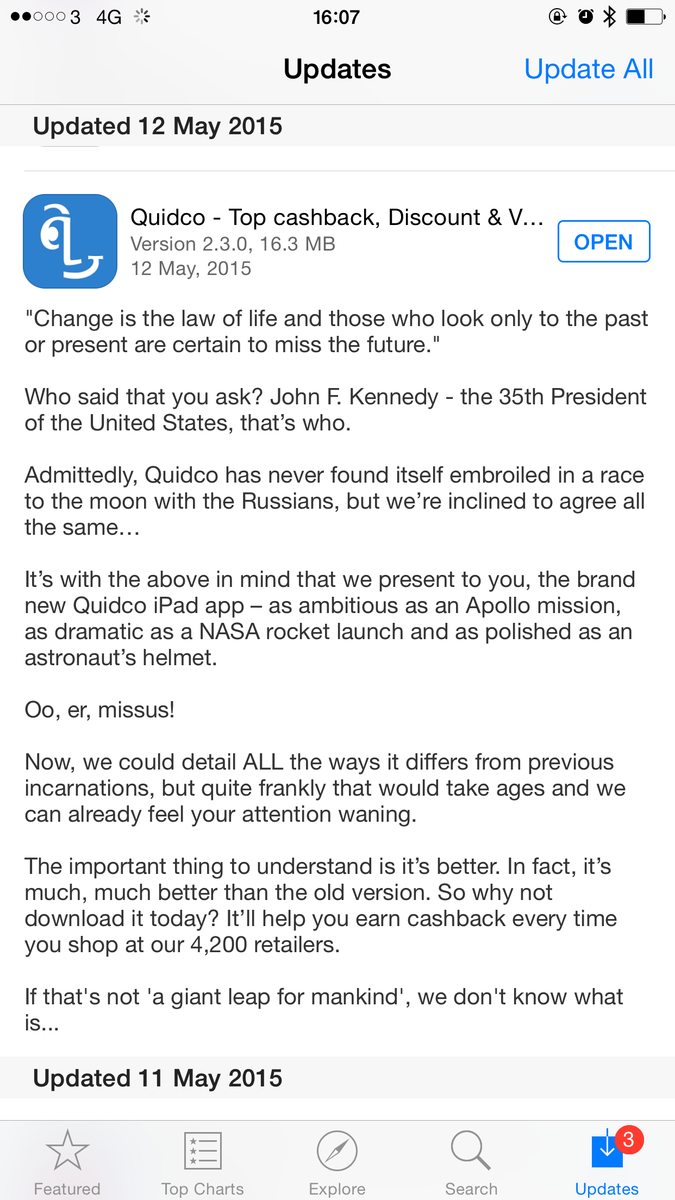 3 4G 16:07
Updates Update All
Updated 12 May 2015
Quidco - Top cashback, Discount & V...
Version 2.3.0, 16.3 MB
12 May, 2015
OPEN
"Change is the law of life and those who look only to the past
or present are certain to miss the future."
Who said that you ask? John F. Kennedy - the 35th President
of the United States, that’s who.
Admittedly, Quidco has never found itself embroiled in a race
to the moon with the Russians, but we’re inclined to agree all
the same…
It’s with the above in mind that we present to you, the brand
new Quidco iPad app – as ambitious as an Apollo mission,
as dramatic as a NASA rocket launch and as polished as an
astronaut’s helmet.
Oo, er, missus!
Now, we could detail ALL the ways it differs from previous
incarnations, but quite frankly that would take ages and we
can already feel your attention waning.
The important thing to understand is it’s better. In fact, it’s
much, much better than the old version. So why not
download it today? It’ll help you earn cashback every time
you shop at our 4,200 retailers.
If that's not 'a giant leap for mankind', we don't know what
is...
Updated 11 May 2015
3
Featured Top Charts Explore Search Updates